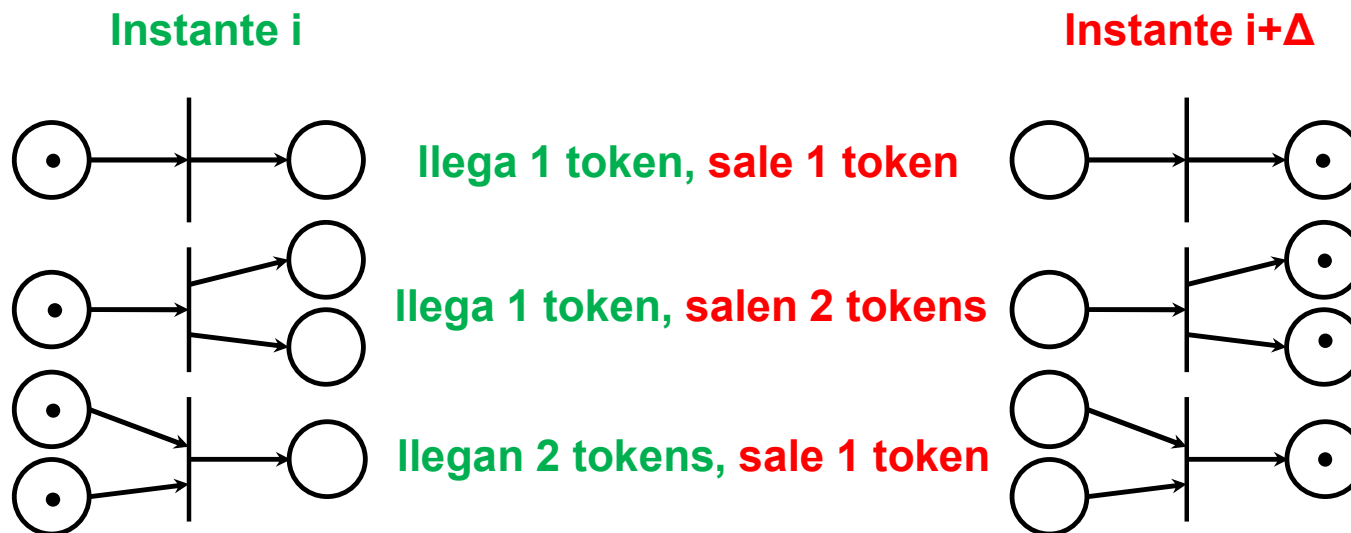 Instante i
Instante i+Δ
llega 1 token, sale 1 token
llega 1 token, salen 2 tokens
llegan 2 tokens, sale 1 token